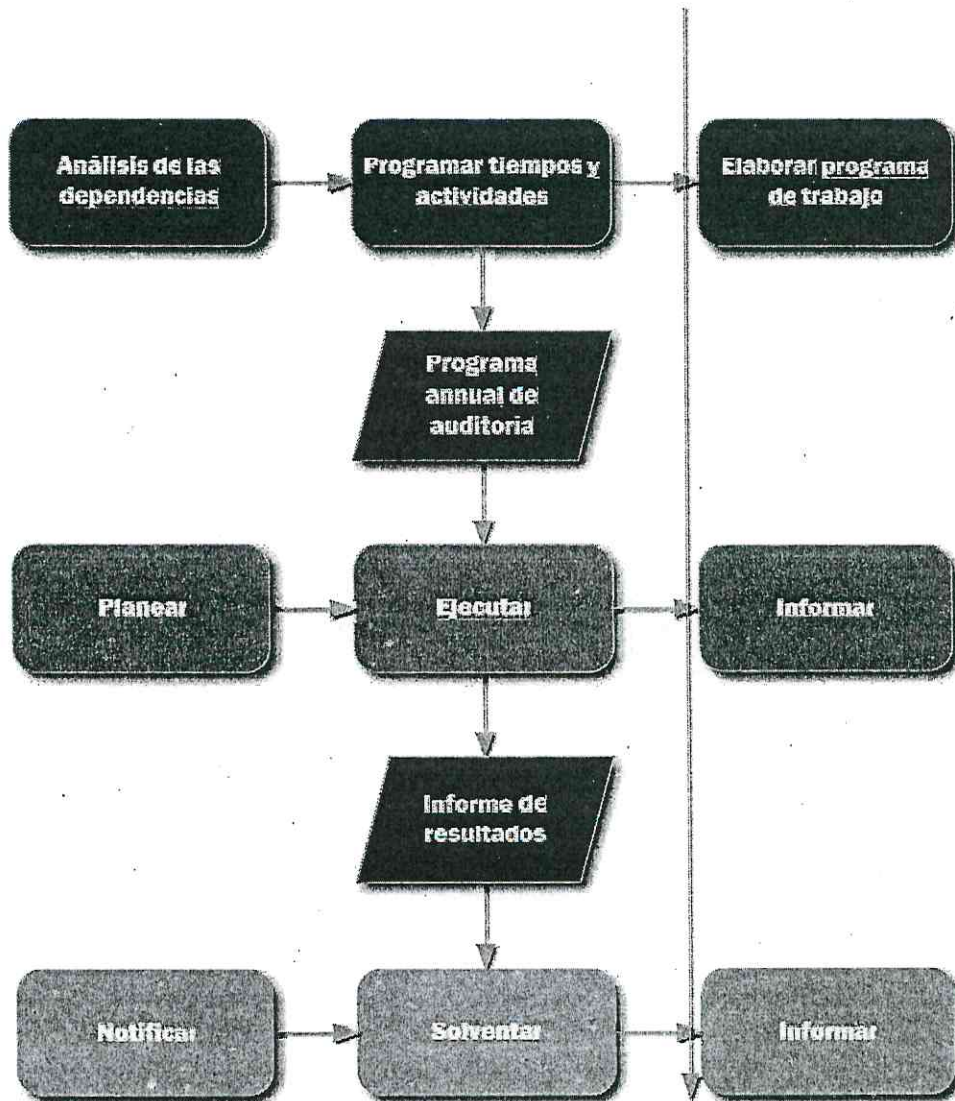 Análisis de las
dependencias
Programar tiempos y
actividades
Elaborar programa
de trabajo
Programa
annual de
auditoria
Planear
Ejecutar
Informar
Informe de
resultados
Notificar
Solventar
Informar